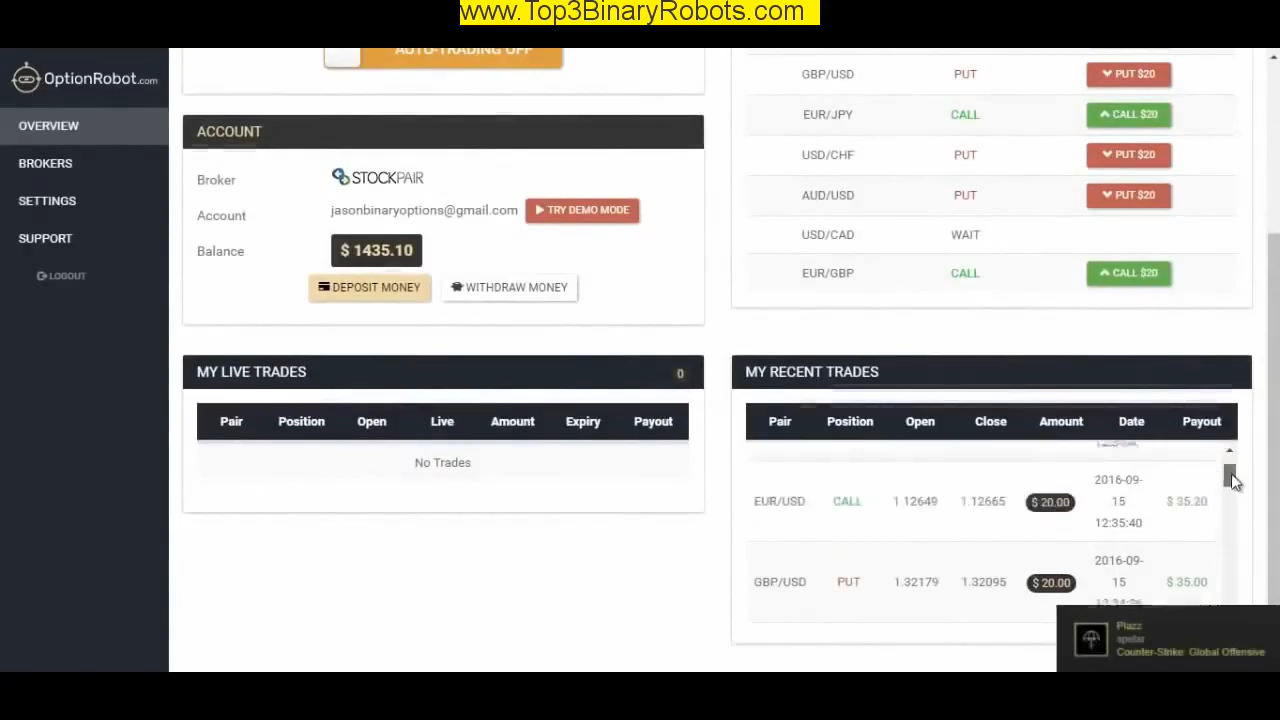 www.Top3BinaryRobots.com
OptionRobot.com
AUTO-TRADING OFF
OVERVIEW
BROKERS
SETTINGS
SUPPORT
LOGOUT
ACCOUNT
Broker STOCKPAIR
Account jasonbinaryoptions@gmail.com TRY DEMO MODE
Balance $ 1435.10
DEPOSIT MONEY WITHDRAW MONEY
GBP/USD PUT PUT $20
EUR/JPY CALL CALL $20
USD/CHF PUT PUT $20
AUD/USD PUT PUT $20
USD/CAD WAIT
EUR/GBP CALL CALL $20
MY LIVE TRADES 0
Pair Position Open Live Amount Expiry Payout
No Trades
MY RECENT TRADES
Pair Position Open Close Amount Date Payout
EUR/USD CALL 1.12649 1.12665 $ 20.00 2016-09-15 12:35:40 $ 35.20
GBP/USD PUT 1.32179 1.32095 $ 20.00 2016-09-15 $ 35.00
Plazz
spelar
Counter-Strike: Global Offensive